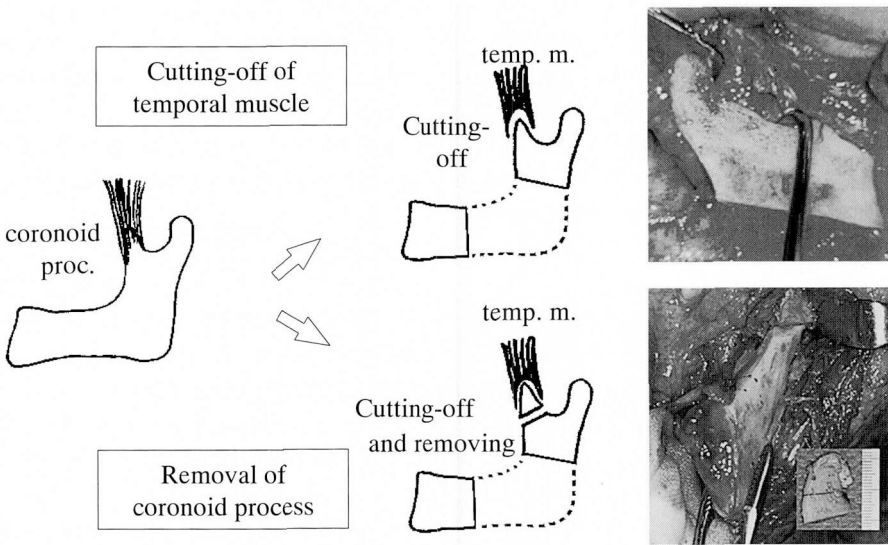 Cutting-off of
temporal muscle
temp. m.
Cutting-
off
coronoid
proc.
temp. m.
Cutting-off
and removing
Removal of
coronoid process